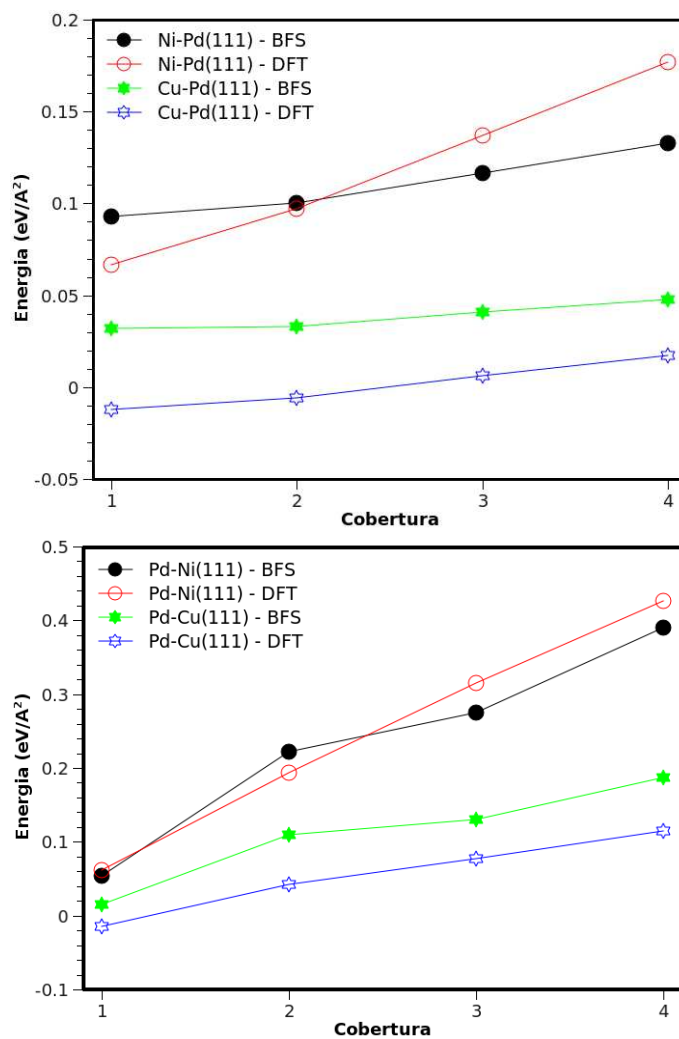 0.2
Ni-Pd(111) - BFS
Ni-Pd(111) - DFT
Cu-Pd(111) - BFS
Cu-Pd(111) - DFT
0.15
0.1
0.05
0
-0.05
Energia (eV/A²)
1 2 3 4
Cobertura
0.5
Pd-Ni(111) - BFS
Pd-Ni(111) - DFT
Pd-Cu(111) - BFS
Pd-Cu(111) - DFT
0.4
0.3
0.2
0.1
0
-0.1
Energia (eV/A²)
1 2 3 4
Cobertura